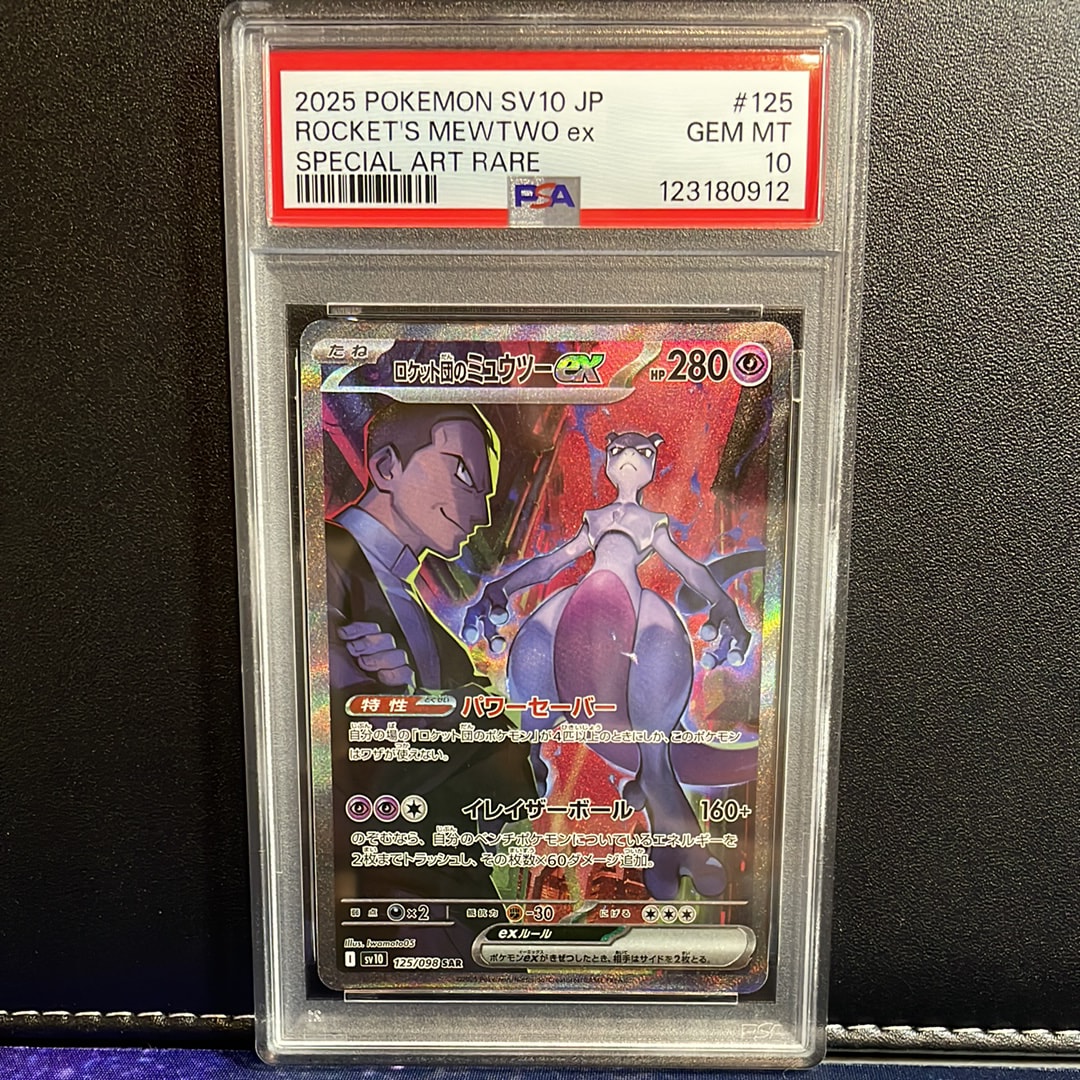 2025 POKEMON SV10 JP #125
ROCKET'S MEWTWO ex GEM MT
SPECIAL ART RARE 10
PSA 123180912
たね ロケット団のミュウツーex HP280
特性 とくせい パワーセーバー
自分の場の「ロケット団のポケモン」が4匹以上のときにしか、このポケモン
はワザが使えない。
イレイザーボール 160+
のぞむなら、自分のベンチポケモンについているエネルギーを
2枚までトラッシュし、その枚数×60ダメージ追加。
弱点 ×2 抵抗力 -30 にげる
exルール
ポケモンexがきぜつしたとき、相手はサイドを2枚とる。
Illus. Iwamoto05
I sv10 125/098 SAR